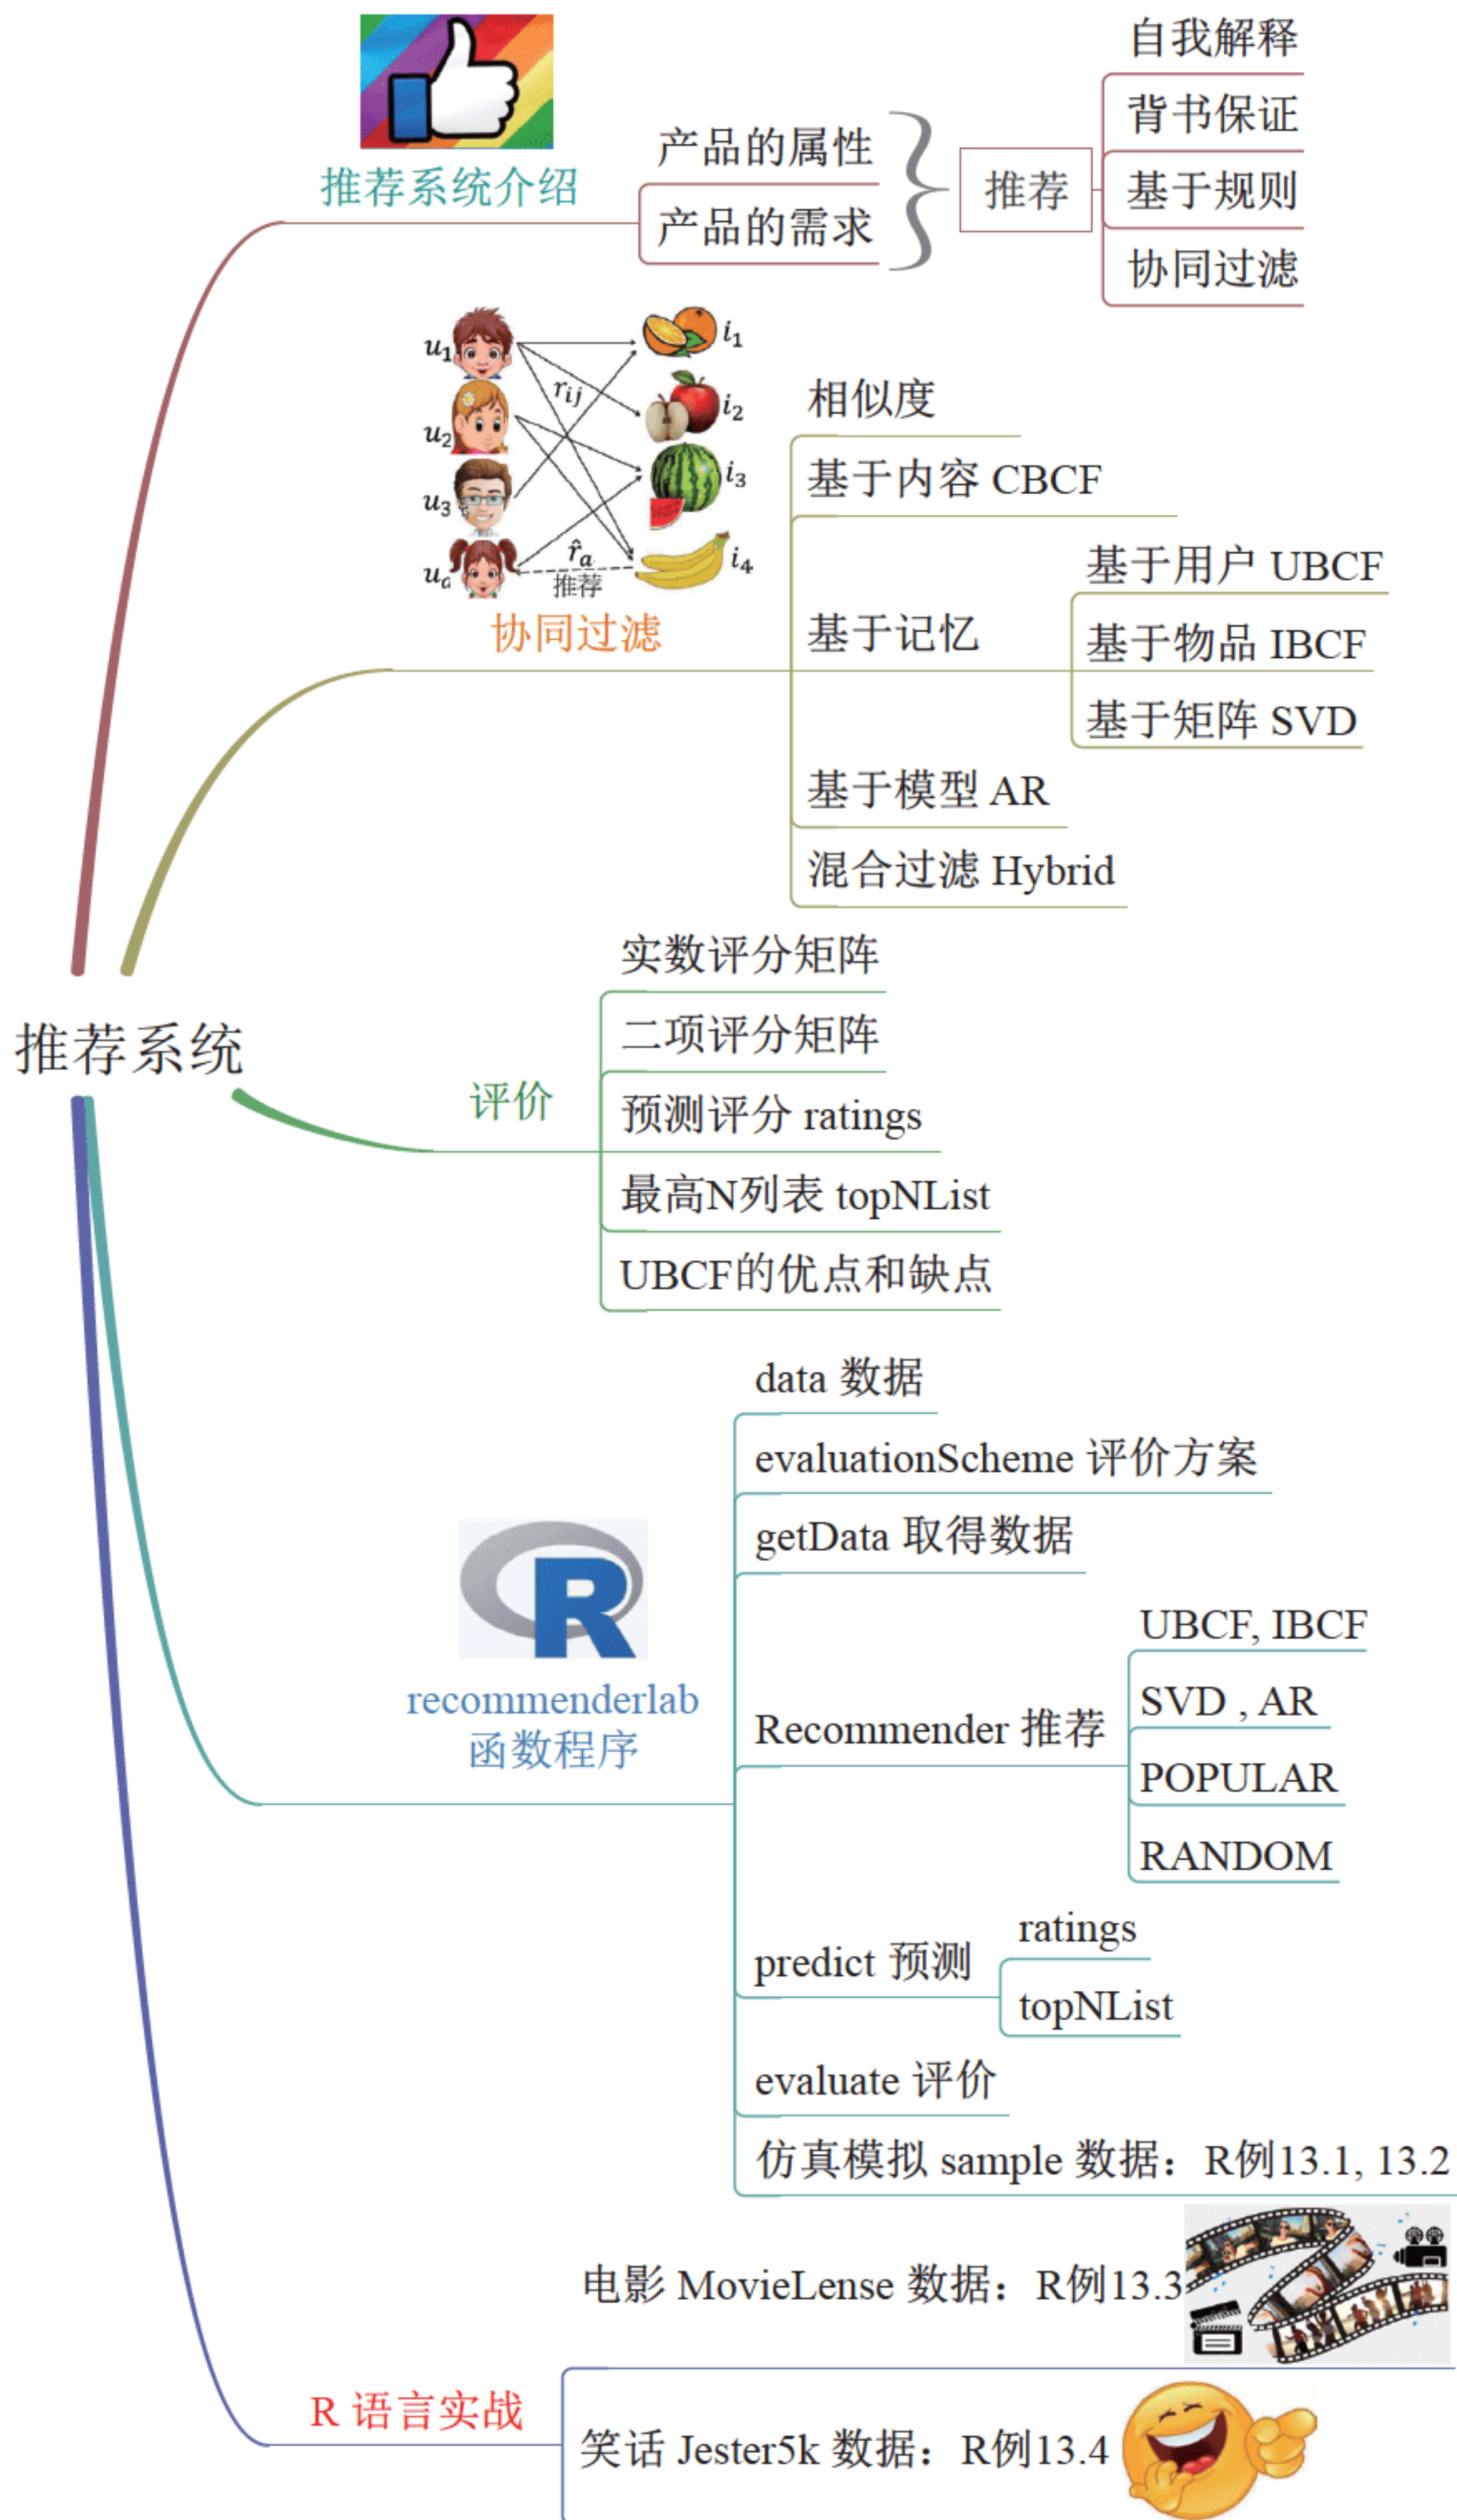 推荐系统
推荐系统介绍
产品的属性
产品的需求
推荐
自我解释
背书保证
基于规则
协同过滤
u1
u2
u3
ua
rij
r̂a
推荐
i1
i2
i3
i4
协同过滤
相似度
基于内容 CBCF
基于记忆
基于用户 UBCF
基于物品 IBCF
基于矩阵 SVD
基于模型 AR
混合过滤 Hybrid
评价
实数评分矩阵
二项评分矩阵
预测评分 ratings
最高N列表 topNList
UBCF的优点和缺点
R
recommenderlab
函数程序
data 数据
evaluationScheme 评价方案
getData 取得数据
Recommender 推荐
UBCF, IBCF
SVD , AR
POPULAR
RANDOM
predict 预测
ratings
topNList
evaluate 评价
仿真模拟 sample 数据：R例13.1, 13.2
R 语言实战
电影 MovieLense 数据：R例13.3
笑话 Jester5k 数据：R例13.4